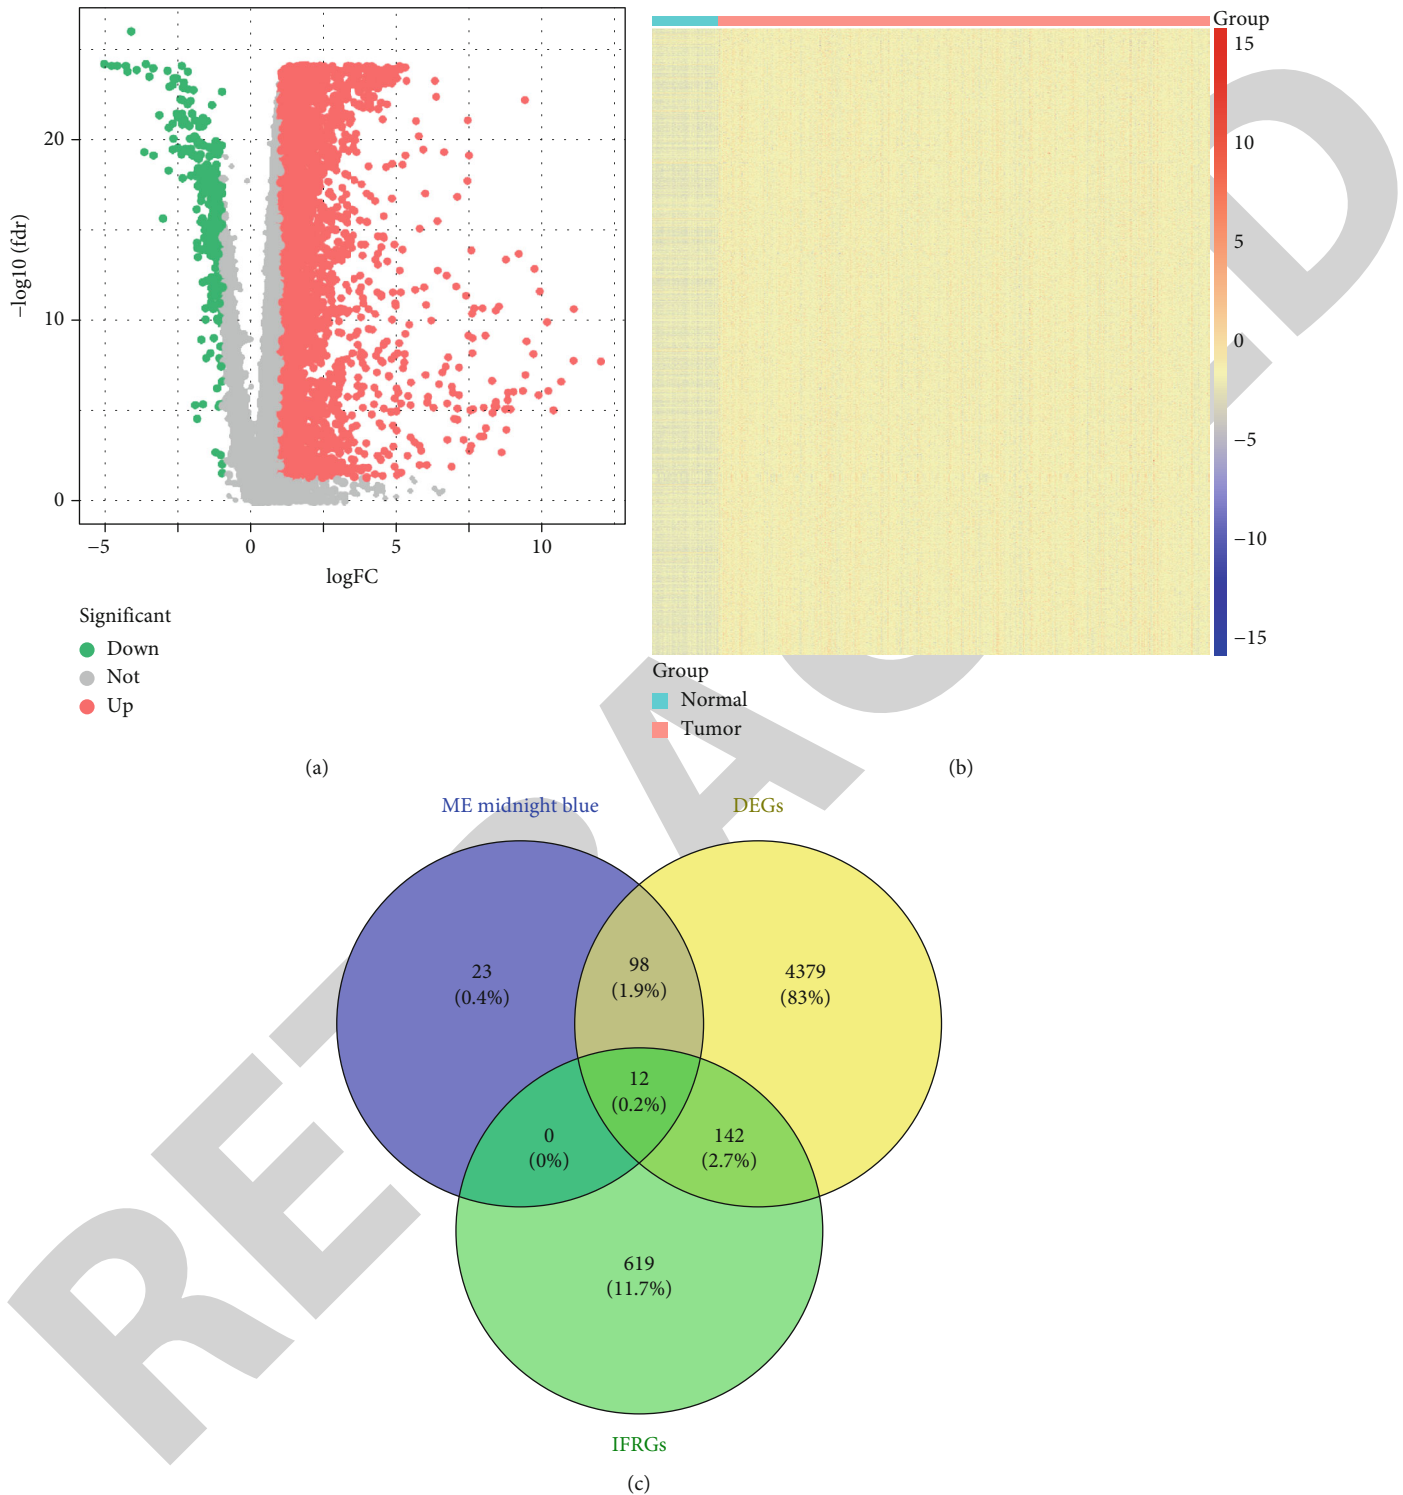 −log10 (fdr)
20
10
0
−5
0
5
10
logFC
Significant
Down
Not
Up
(a)
Group
15
10
5
0
−5
−10
−15
Group
Normal
Tumor
(b)
ME midnight blue
DEGs
23
(0.4%)
98
(1.9%)
4379
(83%)
12
(0.2%)
0
(0%)
142
(2.7%)
619
(11.7%)
IFRGs
(c)
RETRACTED